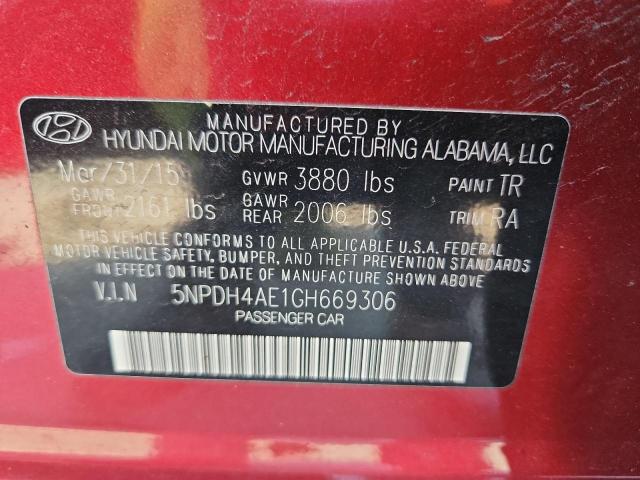 MANUFACTURED BY
HYUNDAI MOTOR MANUFACTURING ALABAMA, LLC
Mar/31/15 GVWR 3880 lbs PAINT TR
GAWR FRONT 2161 lbs GAWR REAR 2006 lbs TRIM RA
THIS VEHICLE CONFORMS TO ALL APPLICABLE U.S.A. FEDERAL
MOTOR VEHICLE SAFETY, BUMPER, AND THEFT PREVENTION
STANDARDS IN EFFECT ON THE DATE OF MANUFACTURE SHOWN ABOVE
V.I.N 5NPDH4AE1GH669306
PASSENGER CAR